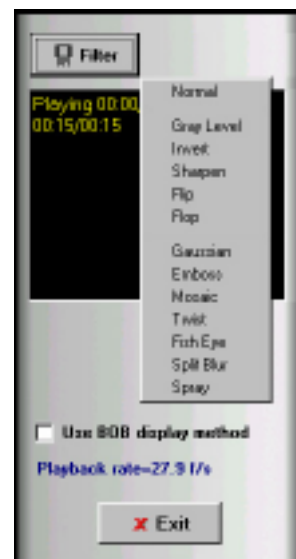 Filter
Playing 00:00,
00:15/00:15
Normal
Gray Level
Invert
Sharpen
Flip
Flop
Gaussian
Emboss
Mosaic
Twist
Fish Eye
Split Blur
Spray
Use BOB display method
Playback rate=27.9 f/s
Exit